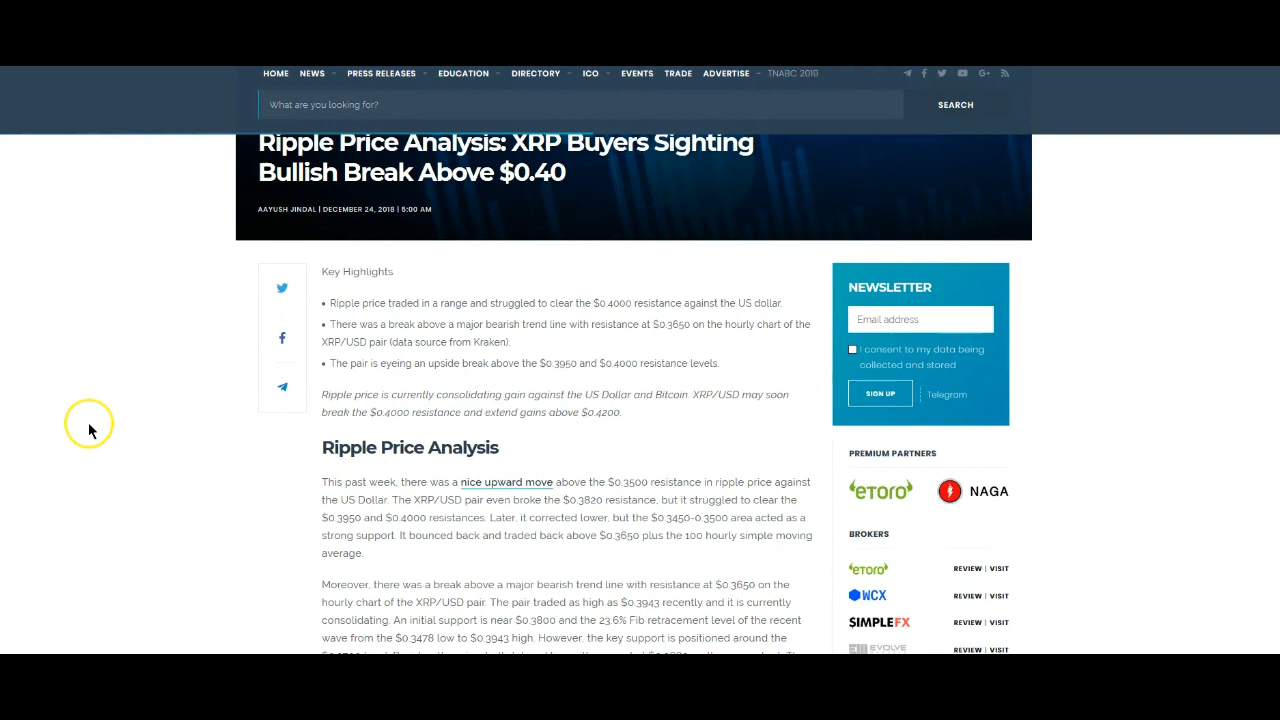 HOME NEWS PRESS RELEASES EDUCATION DIRECTORY ICO EVENTS TRADE ADVERTISE TNABC 2019
What are you looking for? SEARCH
Ripple Price Analysis: XRP Buyers Sighting
Bullish Break Above $0.40
AAYUSH JINDAL | DECEMBER 24, 2018 | 5:00 AM
Key Highlights
• Ripple price traded in a range and struggled to clear the $0.4000 resistance against the US dollar.
• There was a break above a major bearish trend line with resistance at $0.3650 on the hourly chart of the
XRP/USD pair (data source from Kraken).
• The pair is eyeing an upside break above the $0.3950 and $0.4000 resistance levels.
Ripple price is currently consolidating gain against the US Dollar and Bitcoin. XRP/USD may soon
break the $0.4000 resistance and extend gains above $0.4200.
Ripple Price Analysis
This past week, there was a nice upward move above the $0.3500 resistance in ripple price against
the US Dollar. The XRP/USD pair even broke the $0.3820 resistance, but it struggled to clear the
$0.3950 and $0.4000 resistances. Later, it corrected lower, but the $0.3450-0.3500 area acted as a
strong support. It bounced back and traded back above $0.3650 plus the 100 hourly simple moving
average.
Moreover, there was a break above a major bearish trend line with resistance at $0.3650 on the
hourly chart of the XRP/USD pair. The pair traded as high as $0.3943 recently and it is currently
consolidating. An initial support is near $0.3800 and the 23.6% Fib retracement level of the recent
wave from the $0.3478 low to $0.3943 high. However, the key support is positioned around the
NEWSLETTER
Email address
I consent to my data being
collected and stored
SIGN UP Telegram
PREMIUM PARTNERS
eToro NAGA
BROKERS
eToro REVIEW | VISIT
WCX REVIEW | VISIT
SIMPLEFX REVIEW | VISIT
EVOLVE REVIEW | VISIT